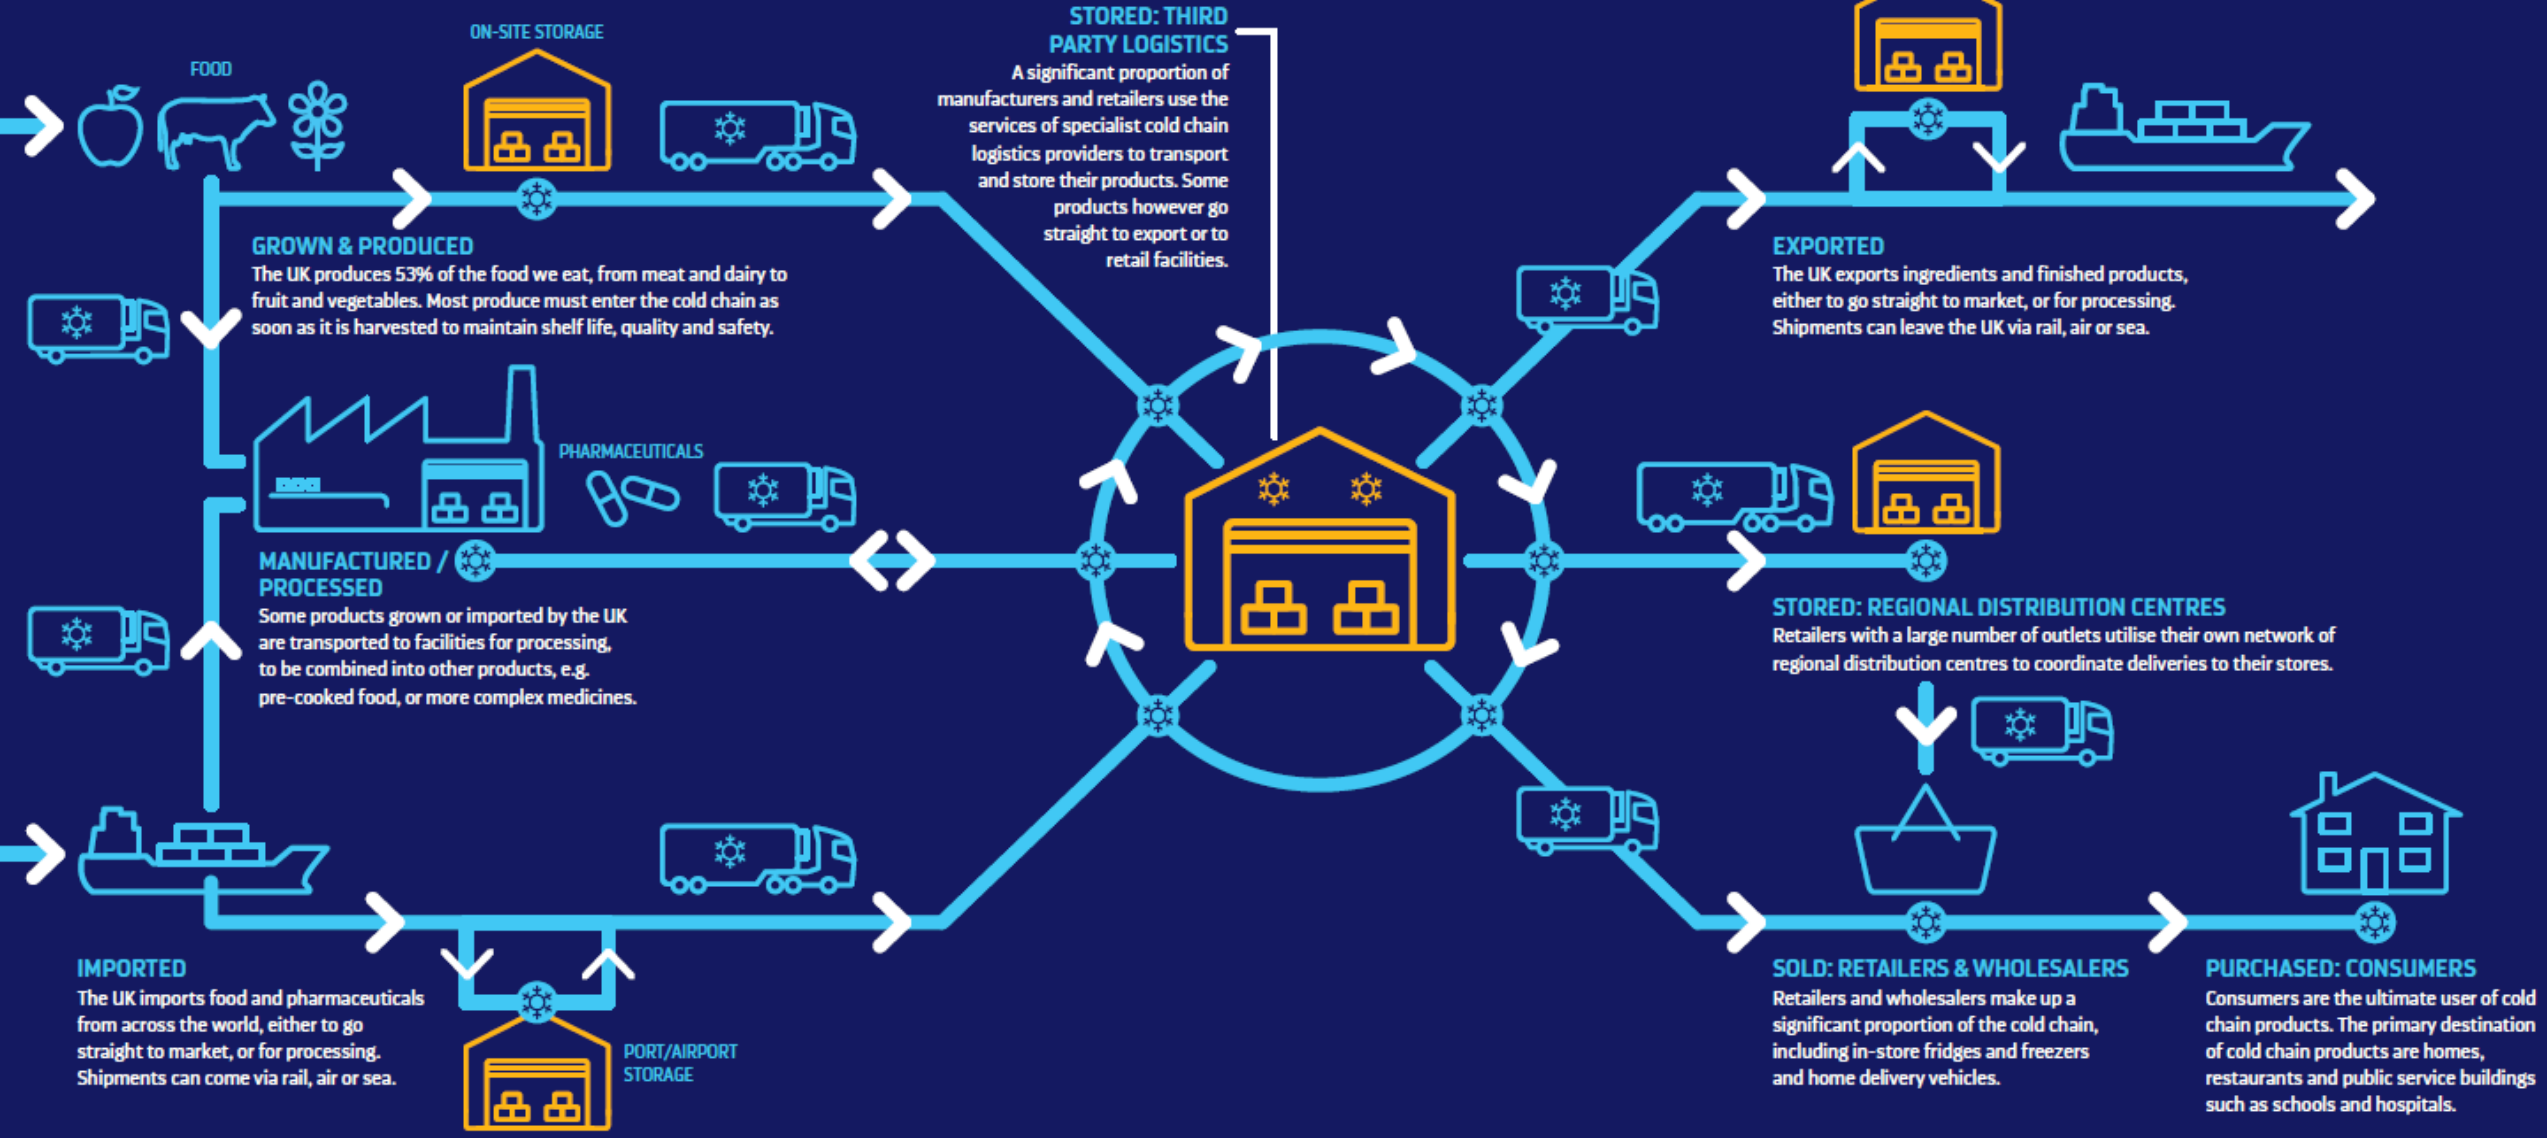 FOOD
ON-SITE STORAGE
GROWN & PRODUCED
The UK produces 53% of the food we eat, from meat and dairy to
fruit and vegetables. Most produce must enter the cold chain as
soon as it is harvested to maintain shelf life, quality and safety.
PHARMACEUTICALS
MANUFACTURED /
PROCESSED
Some products grown or imported by the UK
are transported to facilities for processing,
to be combined into other products, e.g.
pre-cooked food, or more complex medicines.
IMPORTED
The UK imports food and pharmaceuticals
from across the world, either to go
straight to market, or for processing.
Shipments can come via rail, air or sea.
PORT/AIRPORT
STORAGE
STORED: THIRD
PARTY LOGISTICS
A significant proportion of
manufacturers and retailers use the
services of specialist cold chain
logistics providers to transport
and store their products. Some
products however go
straight to export or to
retail facilities.
EXPORTED
The UK exports ingredients and finished products,
either to go straight to market, or for processing.
Shipments can leave the UK via rail, air or sea.
STORED: REGIONAL DISTRIBUTION CENTRES
Retailers with a large number of outlets utilise their own network of
regional distribution centres to coordinate deliveries to their stores.
SOLD: RETAILERS & WHOLESALERS
Retailers and wholesalers make up a
significant proportion of the cold chain,
including in-store fridges and freezers
and home delivery vehicles.
PURCHASED: CONSUMERS
Consumers are the ultimate user of cold
chain products. The primary destination
of cold chain products are homes,
restaurants and public service buildings
such as schools and hospitals.